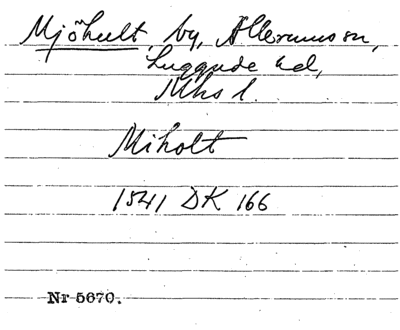 Mjöhult, by, Allerums sn,
Luggude hd,
Mhs l.
Miholt
1541 DK 166
Nr 5670.